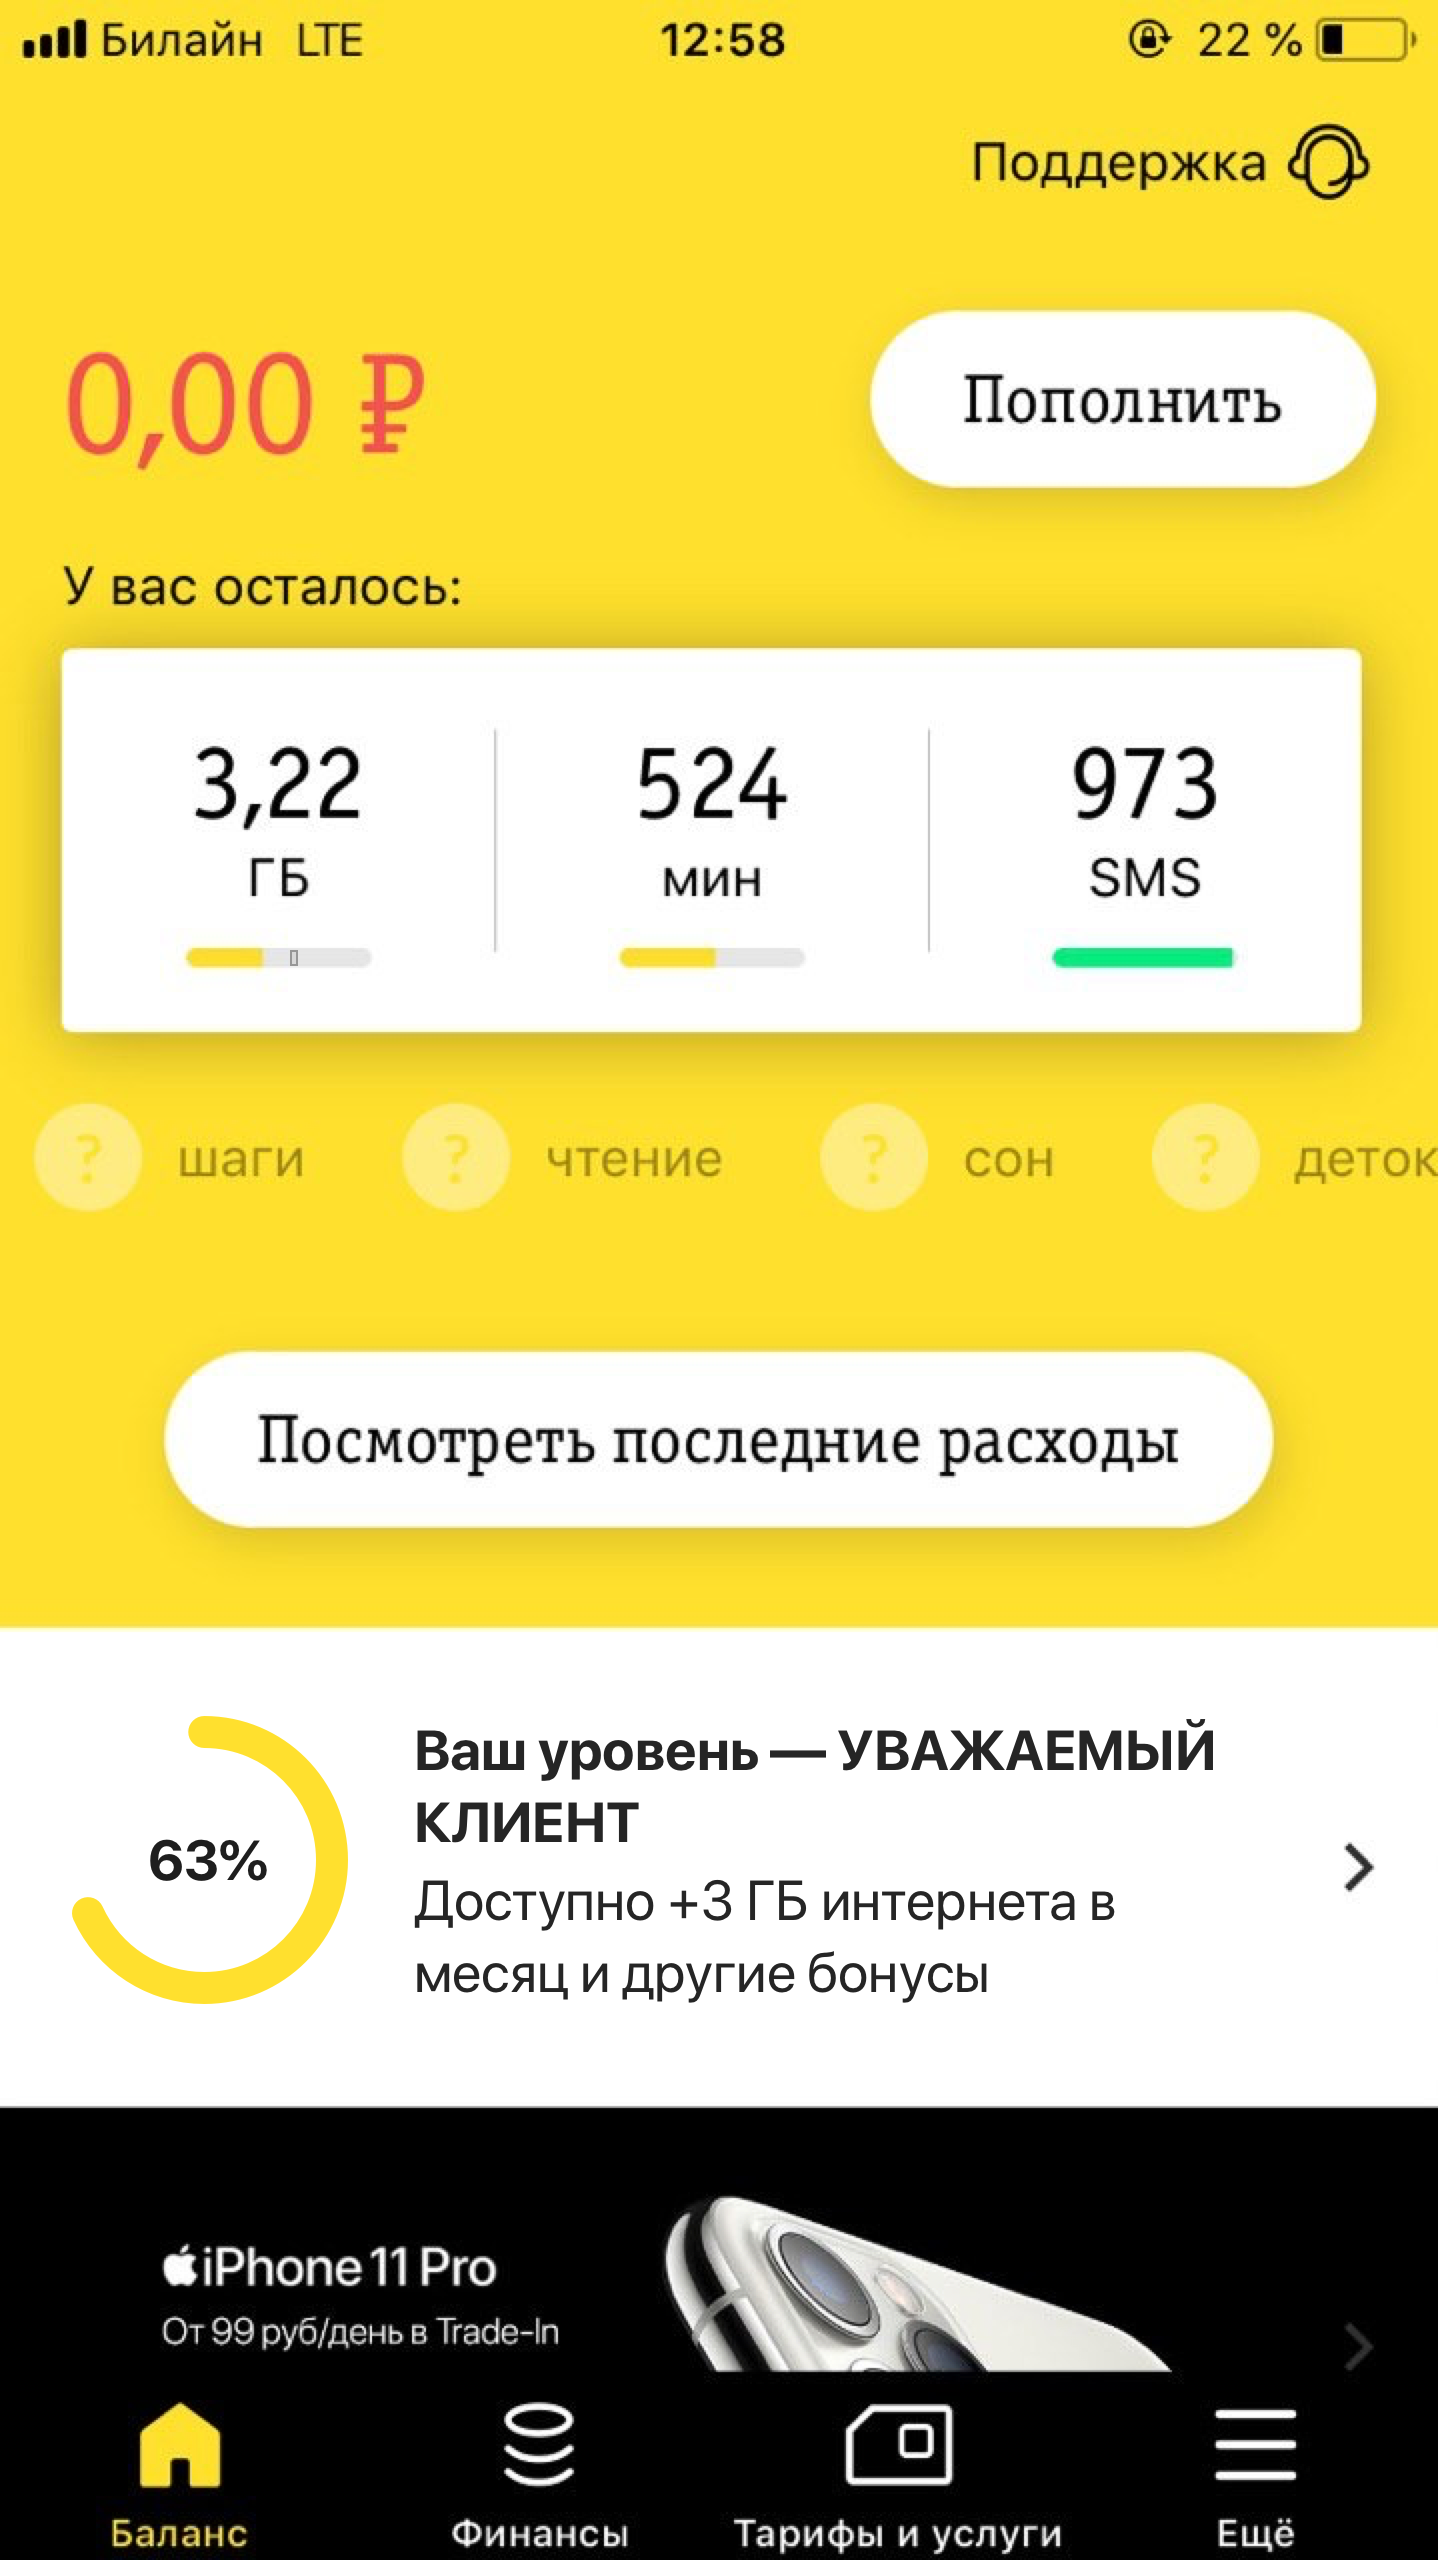 Билайн LTE 12:58 22 %
Поддержка
0,00 ₽ Пополнить
У вас осталось:
3,22 524 973
ГБ мин SMS
? шаги ? чтение ? сон ? деток
Посмотреть последние расходы
Ваш уровень — УВАЖАЕМЫЙ
КЛИЕНТ
63%
Доступно +3 ГБ интернета в
месяц и другие бонусы
iPhone 11 Pro
От 99 руб/день в Trade-In
Баланс Финансы Тарифы и услуги Ещё